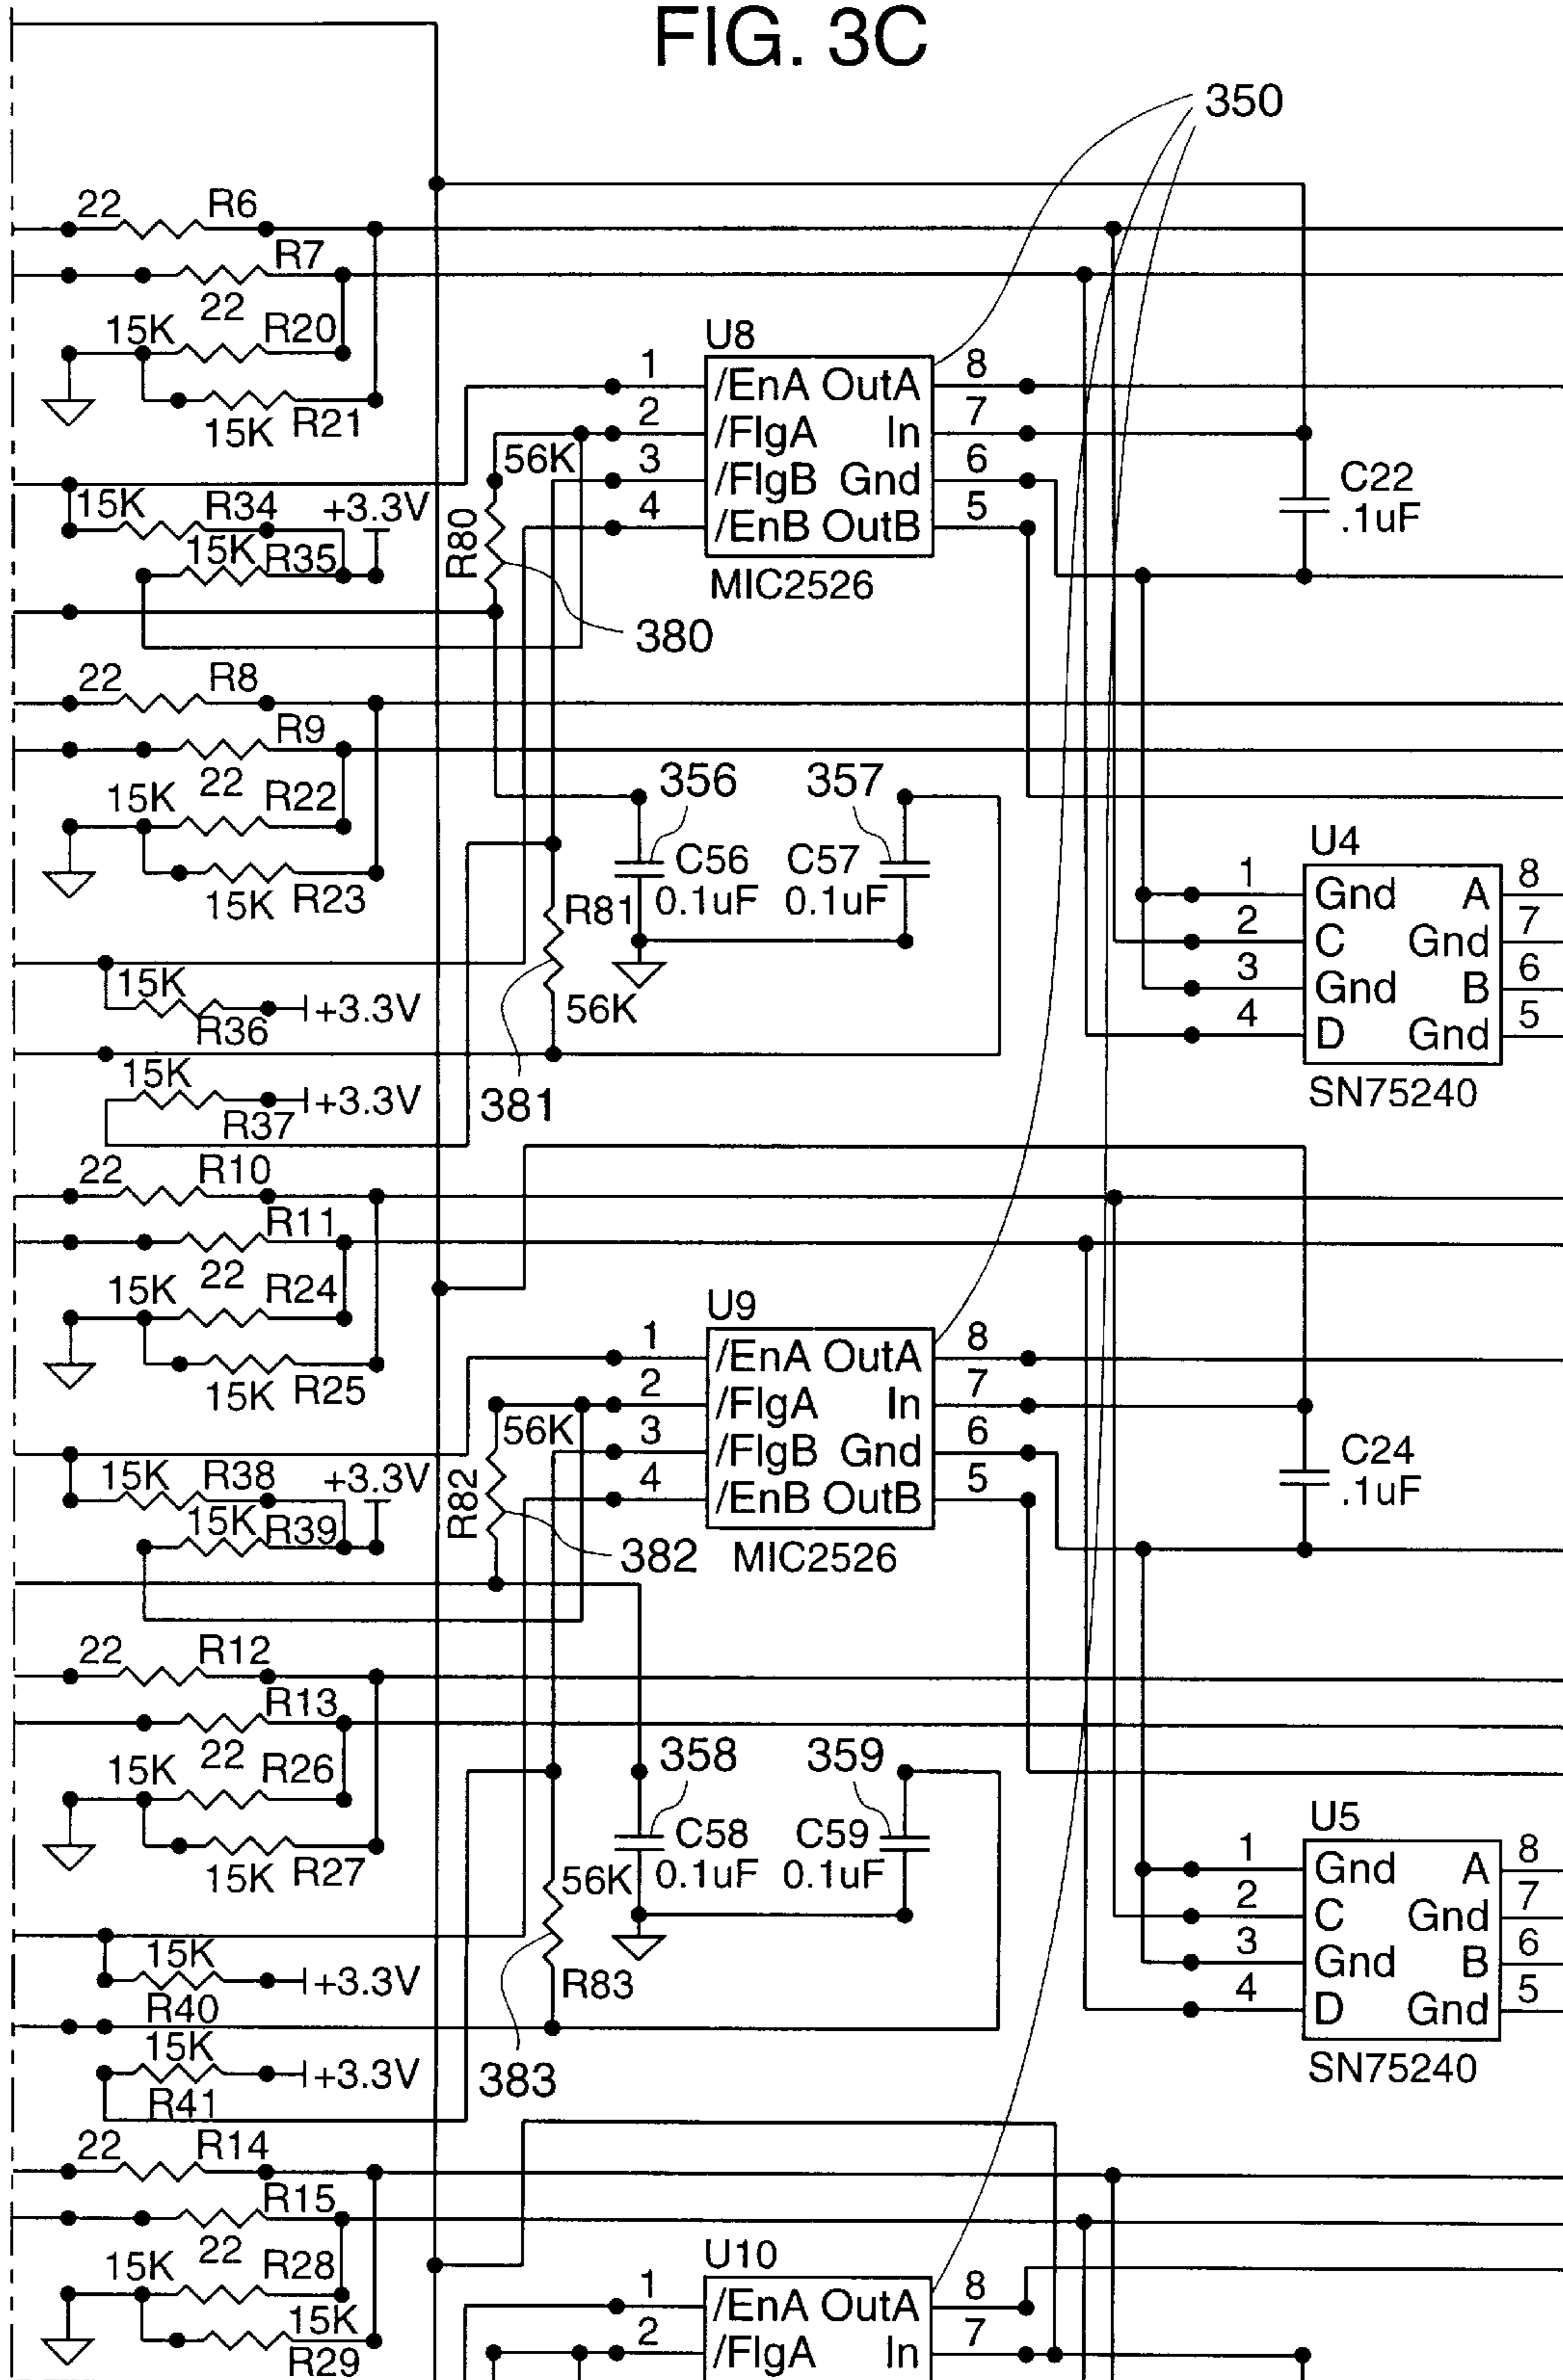 FIG. 3C
350
22 R6
R7
22
15K R20
15K R21
U8
1 /EnA OutA 8
2 /FlgA In 7
56K
3 /FlgB Gnd 6
4 /EnB OutB 5
MIC2526
C22
.1uF
15K R34 +3.3V
15K R35
R80
380
22 R8
R9
22
15K R22
15K R23
356 357
C56 C57
0.1uF 0.1uF
R81
56K
381
15K
R36 +3.3V
15K
R37 +3.3V
U4
1 Gnd A 8
2 C Gnd 7
3 Gnd B 6
4 D Gnd 5
SN75240
22 R10
R11
22
15K R24
15K R25
U9
1 /EnA OutA 8
2 /FlgA In 7
56K
3 /FlgB Gnd 6
4 /EnB OutB 5
MIC2526
C24
.1uF
15K R38 +3.3V
15K R39
R82
382
22 R12
R13
22
15K R26
15K R27
358 359
C58 C59
0.1uF 0.1uF
56K
R83
383
15K
+3.3V
R40
15K
+3.3V
R41
U5
1 Gnd A 8
2 C Gnd 7
3 Gnd B 6
4 D Gnd 5
SN75240
22 R14
R15
22
15K R28
15K
R29
U10
1 /EnA OutA 8
2 /FlgA In 7